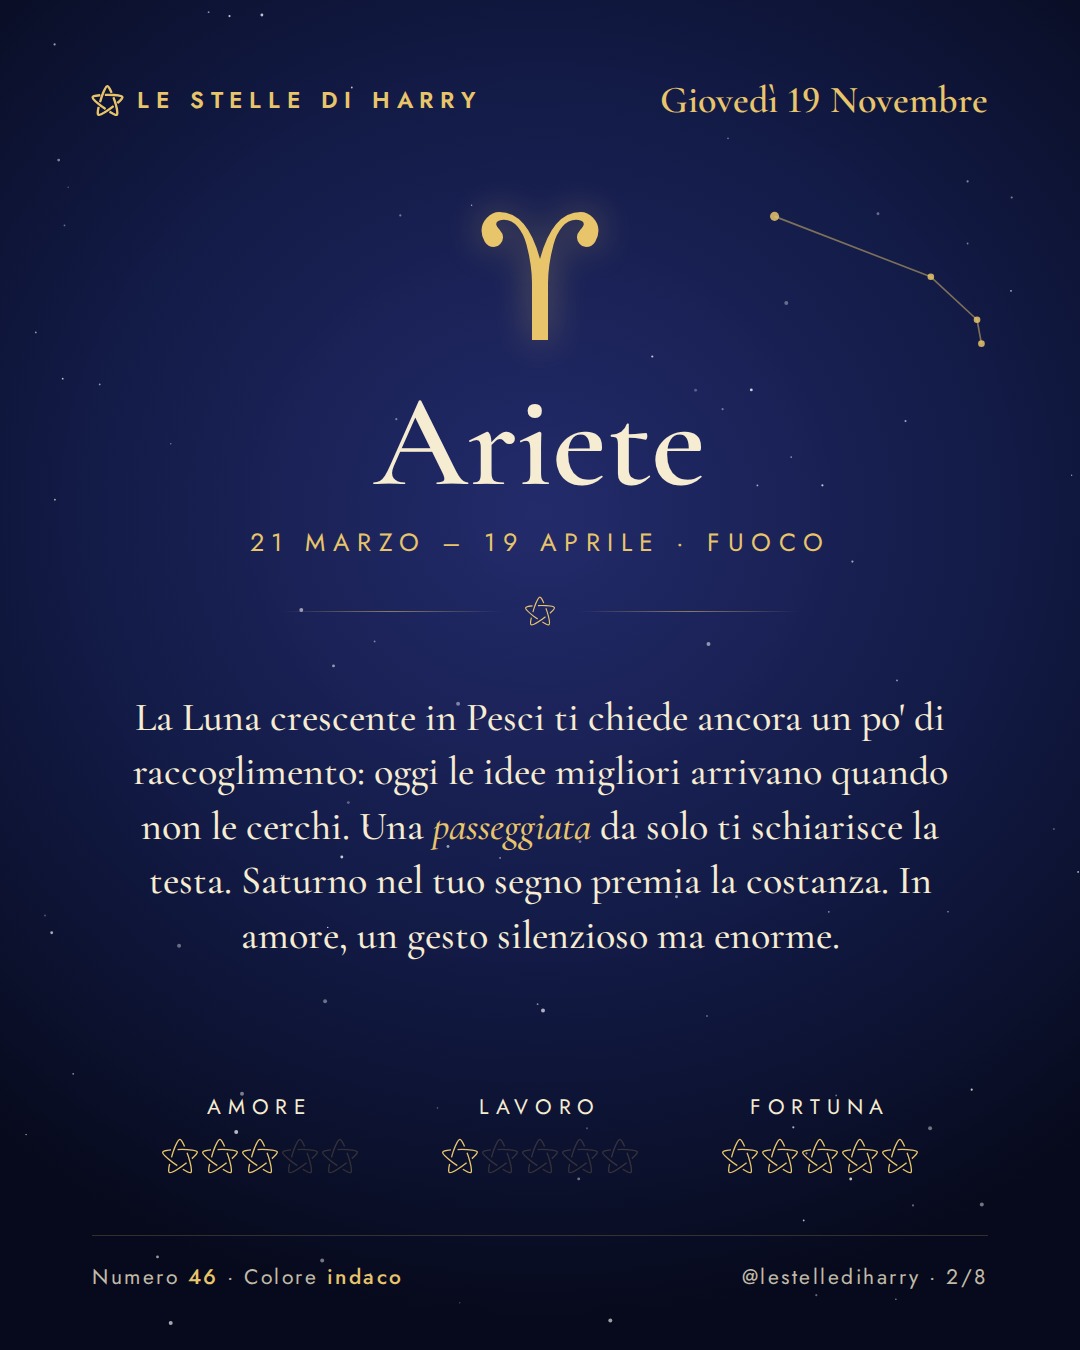 LE STELLE DI HARRY
Giovedì 19 Novembre
Ariete
21 MARZO – 19 APRILE · FUOCO
La Luna crescente in Pesci ti chiede ancora un po' di
raccoglimento: oggi le idee migliori arrivano quando
non le cerchi. Una passeggiata da solo ti schiarisce la
testa. Saturno nel tuo segno premia la costanza. In
amore, un gesto silenzioso ma enorme.
AMORE
LAVORO
FORTUNA
Numero 46 · Colore indaco
@lestellediharry · 2/8